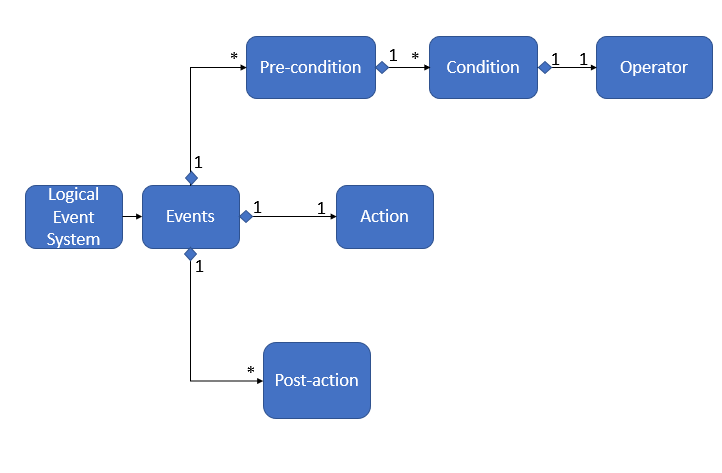 *
Pre-condition
1
*
Condition
1
1
Operator
1
Logical
Event
System
Events
1
1
Action
1
*
Post-action